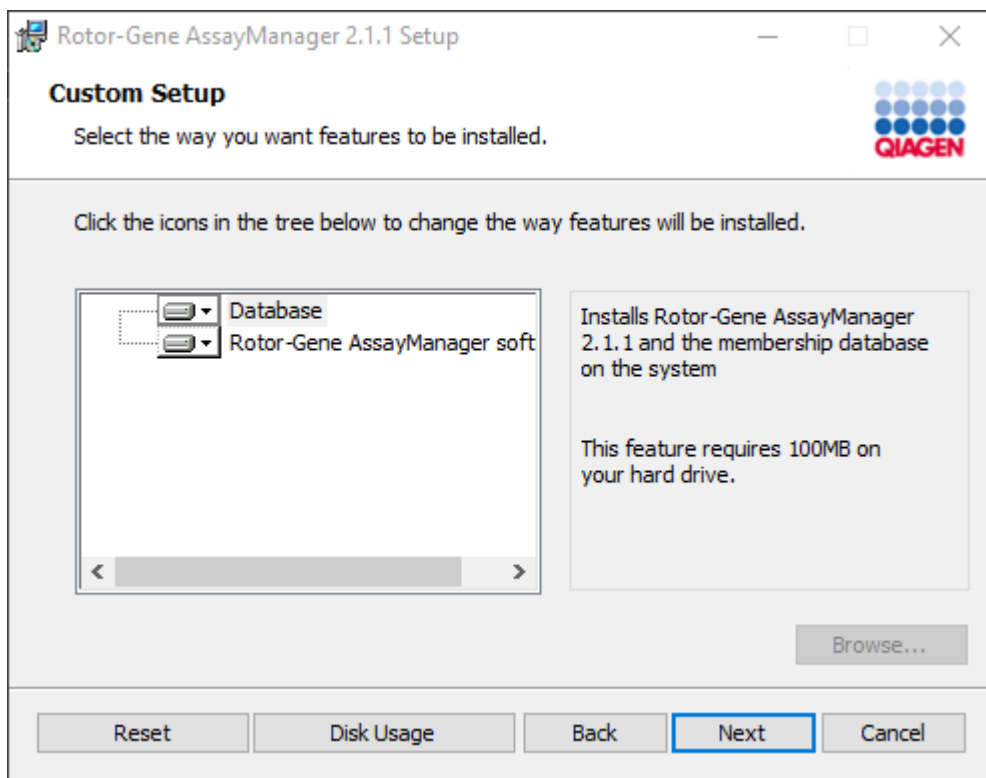 Rotor-Gene AssayManager 2.1.1 Setup
Custom Setup
Select the way you want features to be installed.
QIAGEN
Click the icons in the tree below to change the way features will be installed.
Database
Rotor-Gene AssayManager soft
Installs Rotor-Gene AssayManager
2.1.1 and the membership database
on the system
This feature requires 100MB on
your hard drive.
Browse...
Reset
Disk Usage
Back
Next
Cancel